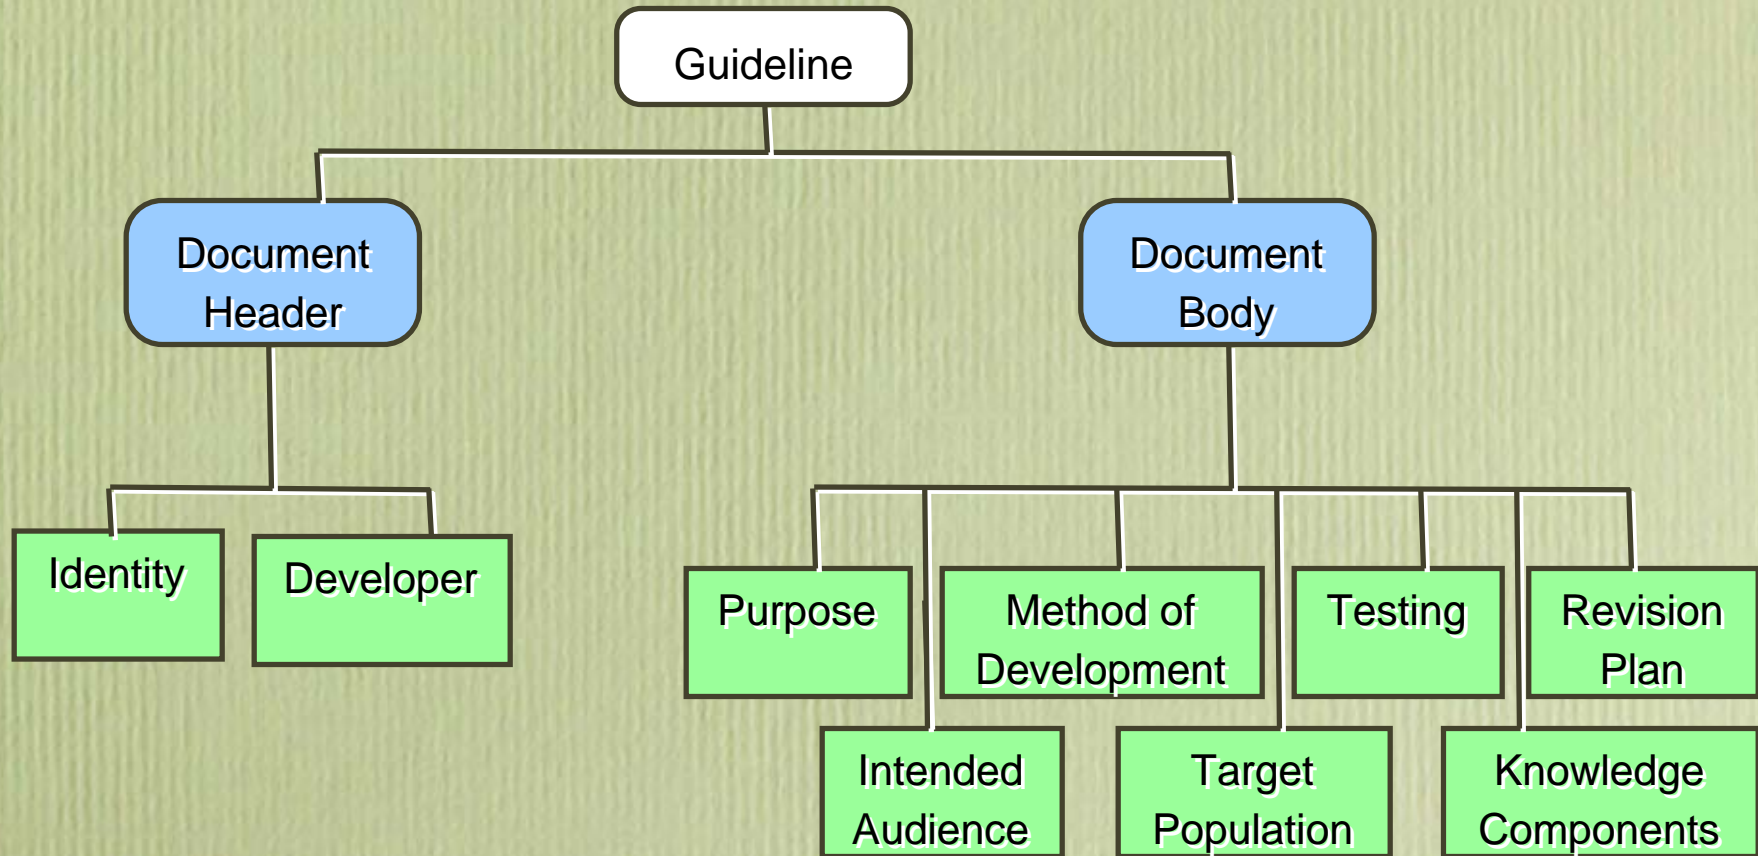 Guideline
Document
Header
Document
Body
Identity
Developer
Purpose
Method of
Development
Testing
Revision
Plan
Intended
Audience
Target
Population
Knowledge
Components